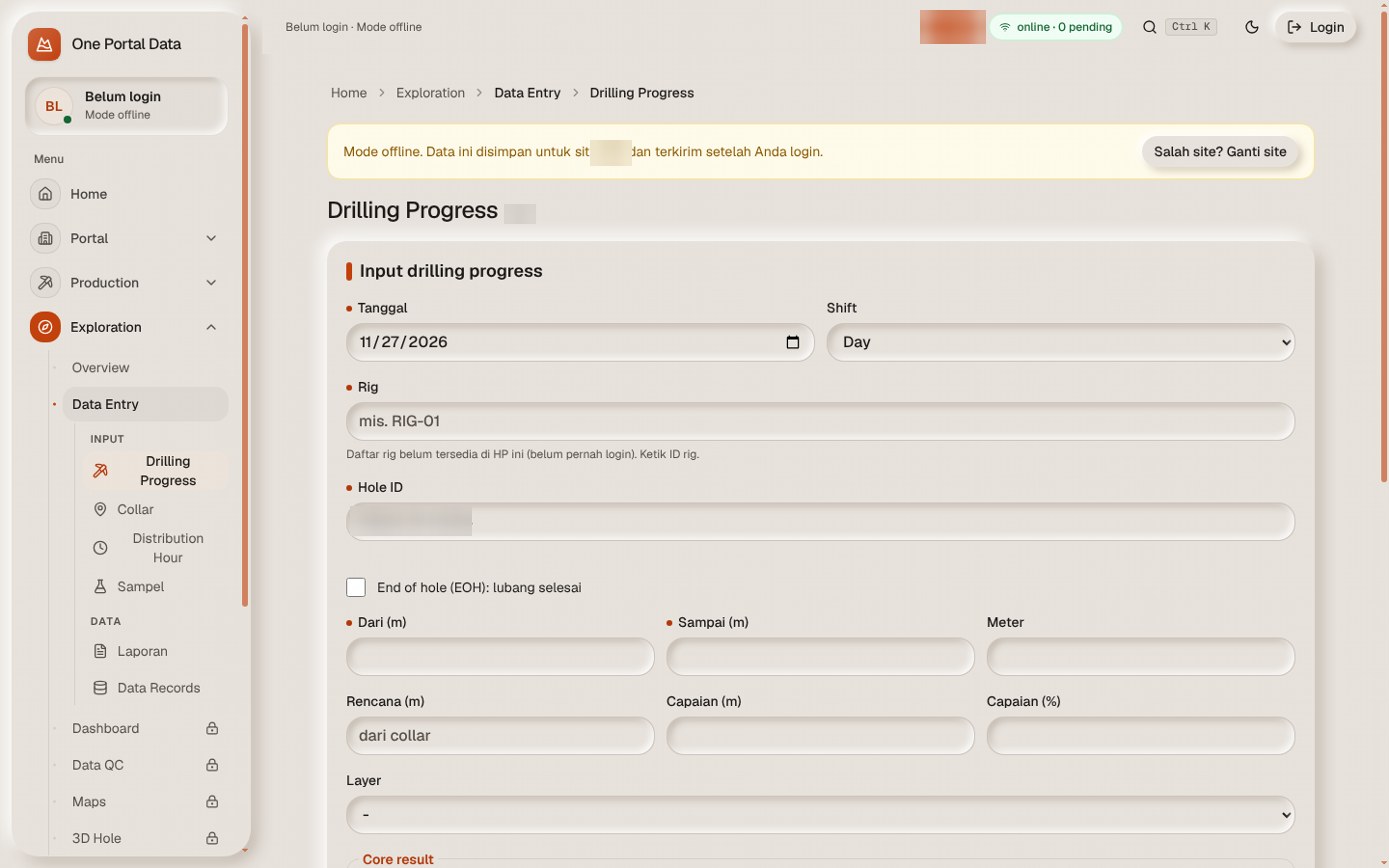 One Portal Data
BL
Belum login
Mode offline
Menu
Home
Portal
Production
Exploration
Overview
Data Entry
INPUT
Drilling
Progress
Collar
Distribution
Hour
Sampel
DATA
Laporan
Data Records
Dashboard
Data QC
Maps
3D Hole
Belum login · Mode offline
online · 0 pending
Ctrl K
Login
Home > Exploration > Data Entry > Drilling Progress
Mode offline. Data ini disimpan untuk sit dan terkirim setelah Anda login.
Salah site? Ganti site
Drilling Progress
Input drilling progress
Tanggal
Shift
11/27/2026
Day
Rig
mis. RIG-01
Daftar rig belum tersedia di HP ini (belum pernah login). Ketik ID rig.
Hole ID
End of hole (EOH): lubang selesai
Dari (m)
Sampai (m)
Meter
Rencana (m)
Capaian (m)
Capaian (%)
dari collar
Layer
-
Core result